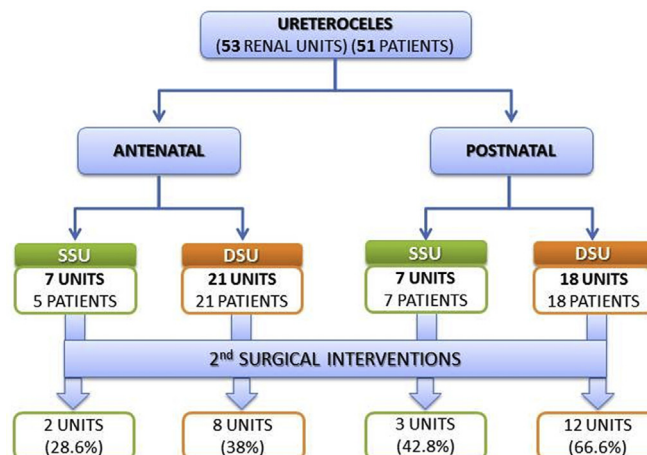 URETEROCELES
(53 RENAL UNITS) (51 PATIENTS)
ANTENATAL
POSTNATAL
SSU
7 UNITS
5 PATIENTS
DSU
21 UNITS
21 PATIENTS
SSU
7 UNITS
7 PATIENTS
DSU
18 UNITS
18 PATIENTS
2nd SURGICAL INTERVENTIONS
2 UNITS
(28.6%)
8 UNITS
(38%)
3 UNITS
(42.8%)
12 UNITS
(66.6%)